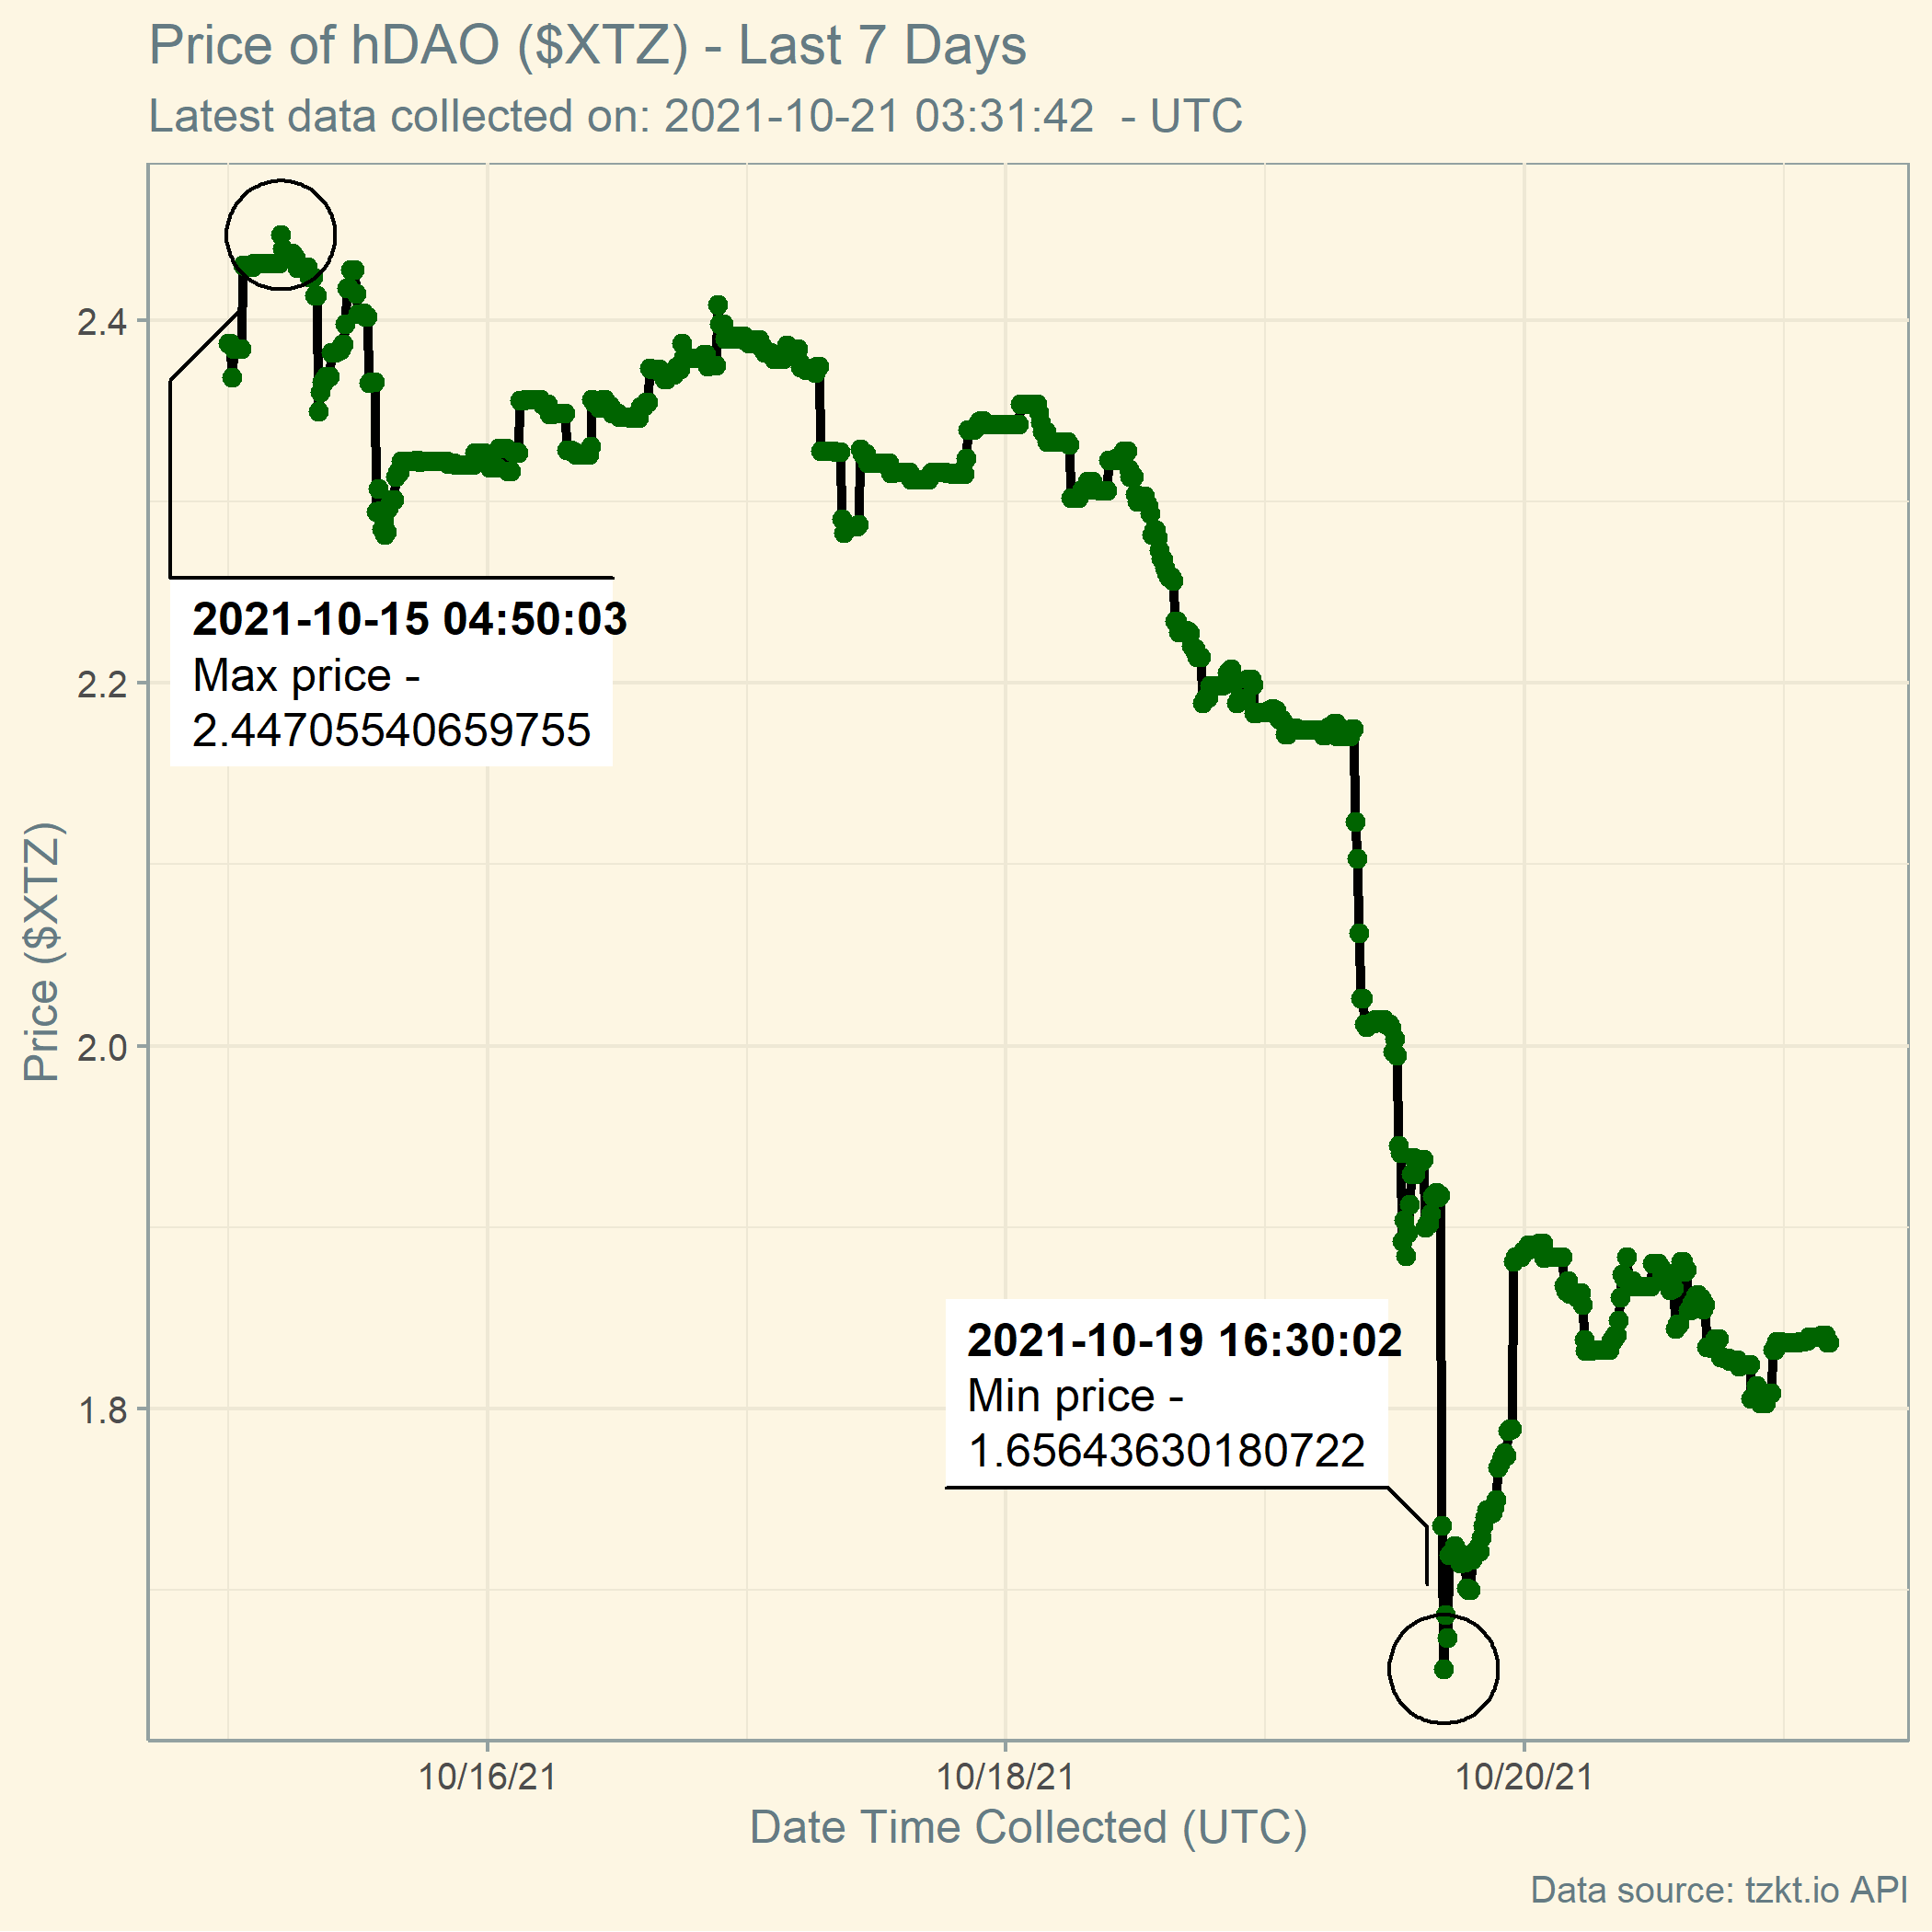 Price of hDAO ($XTZ) - Last 7 Days
Latest data collected on: 2021-10-21 03:31:42  - UTC
Price ($XTZ)
2.4
2.2
2.0
1.8
2021-10-15 04:50:03
Max price -
2.44705540659755
2021-10-19 16:30:02
Min price -
1.65643630180722
10/16/21
10/18/21
10/20/21
Date Time Collected (UTC)
Data source: tzkt.io API